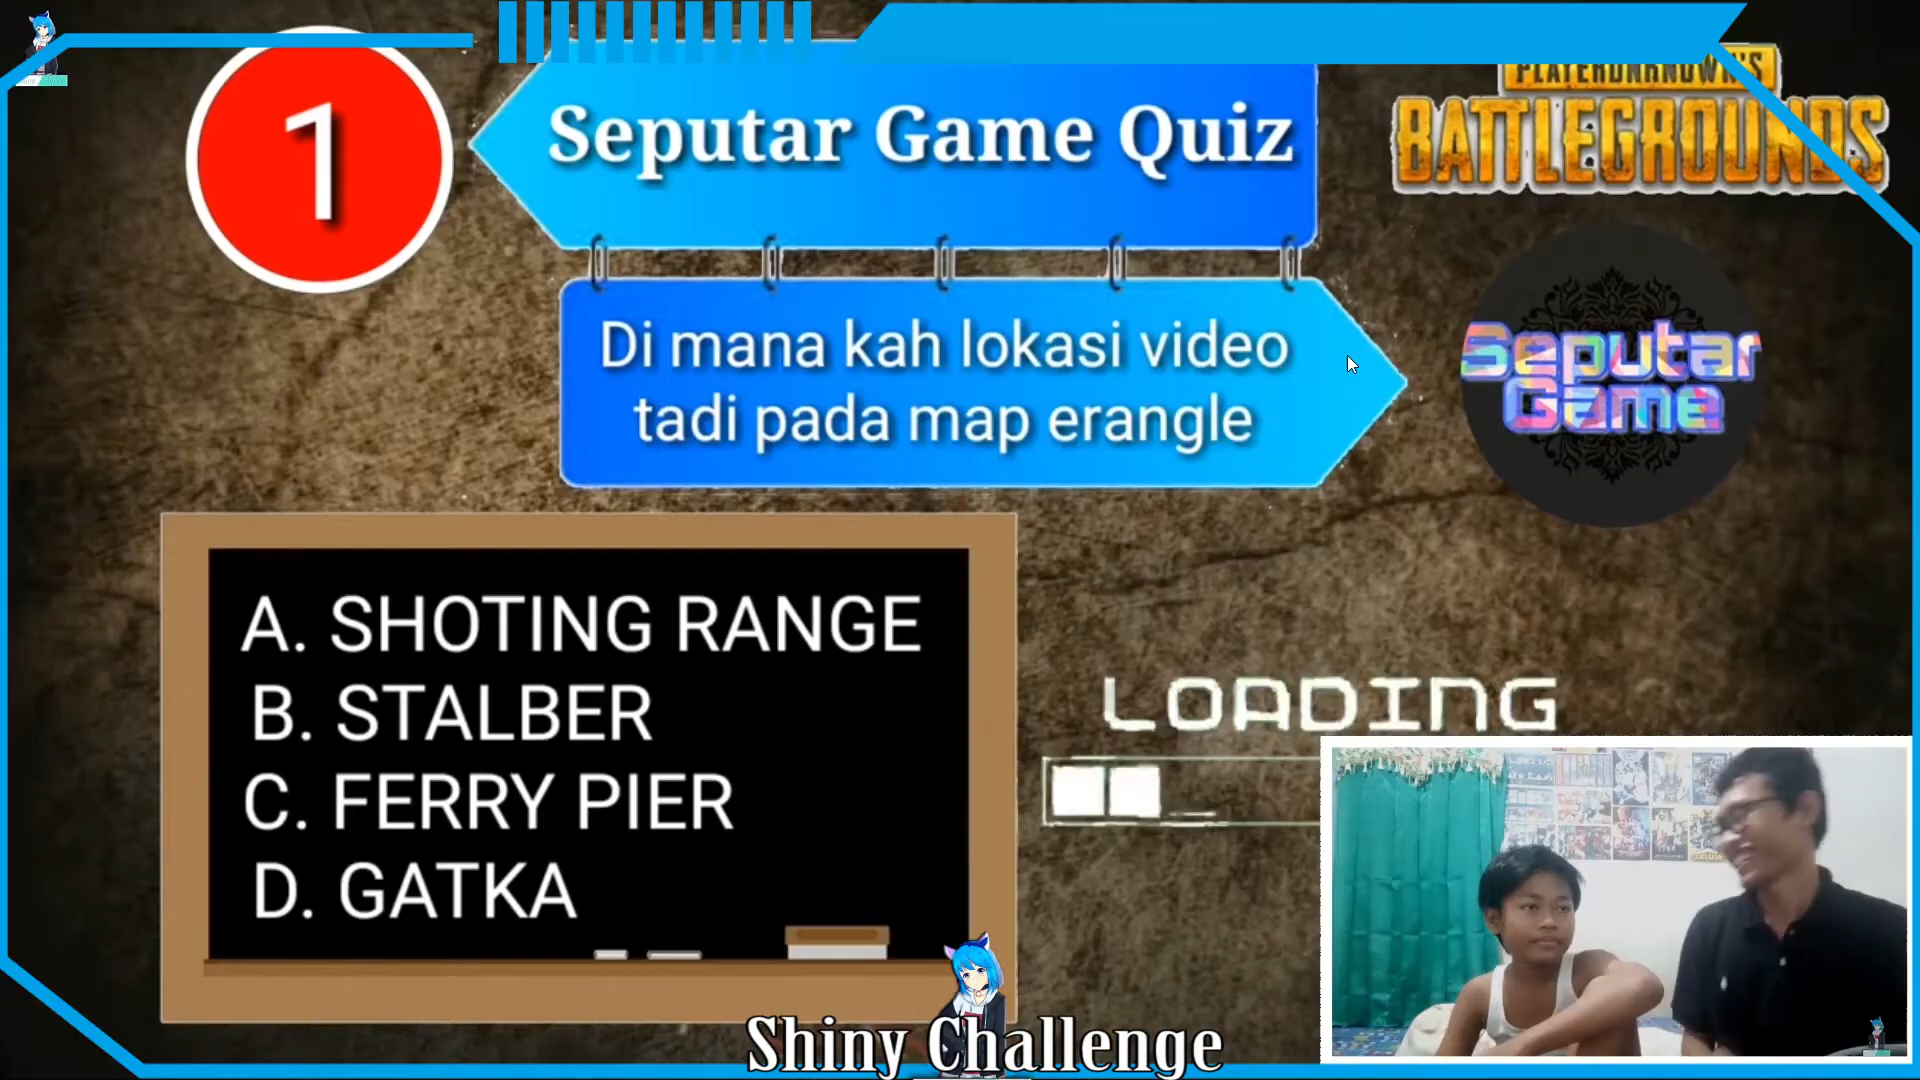 1
Seputar Game Quiz
PLAYERUNKNOWN'S
BATTLEGROUNDS
Di mana kah lokasi video
tadi pada map erangle
Seputar
Game
A. SHOTING RANGE
B. STALBER
C. FERRY PIER
D. GATKA
LOADING
Shiny Challenge